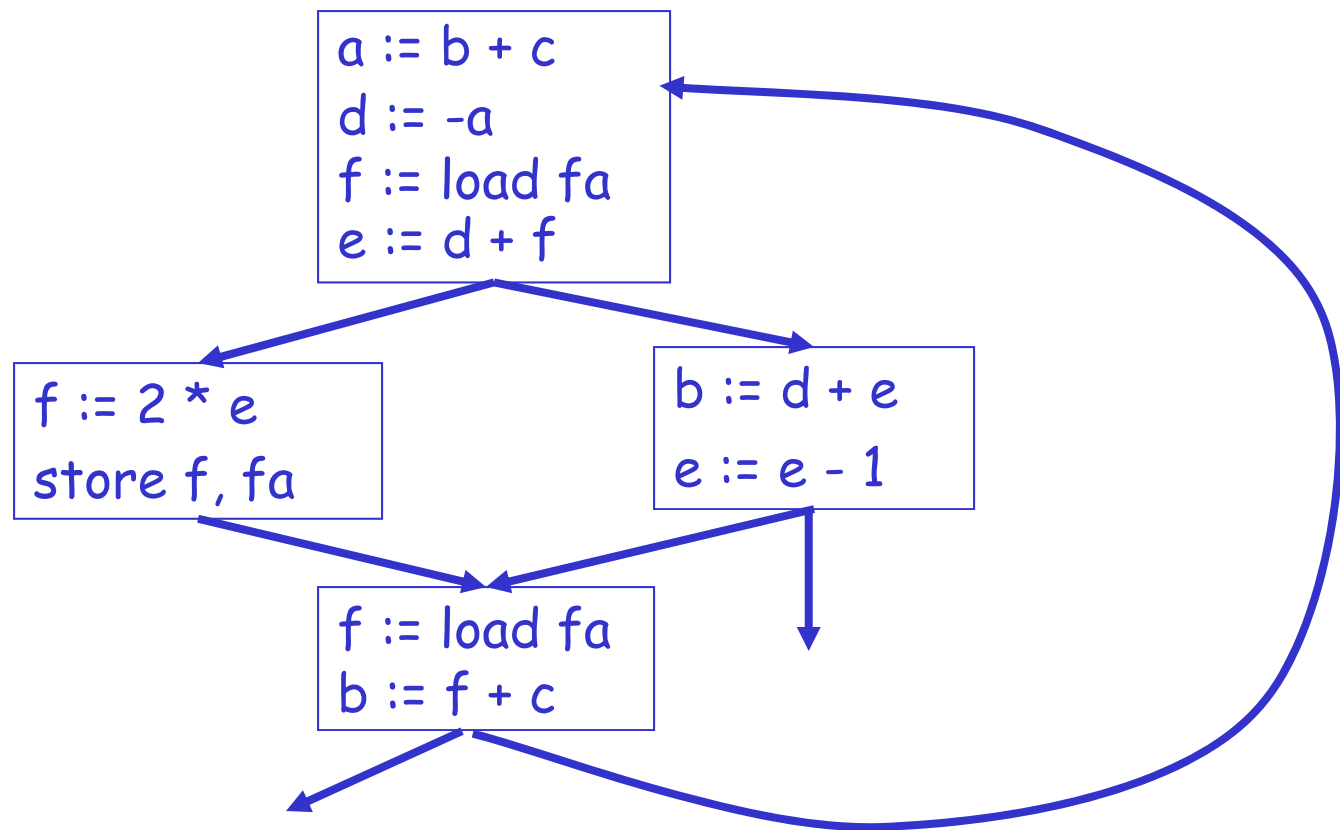 a := b + c
d := -a
f := load fa
e := d + f
f := 2 * e
store f, fa
b := d + e
e := e - 1
f := load fa
b := f + c